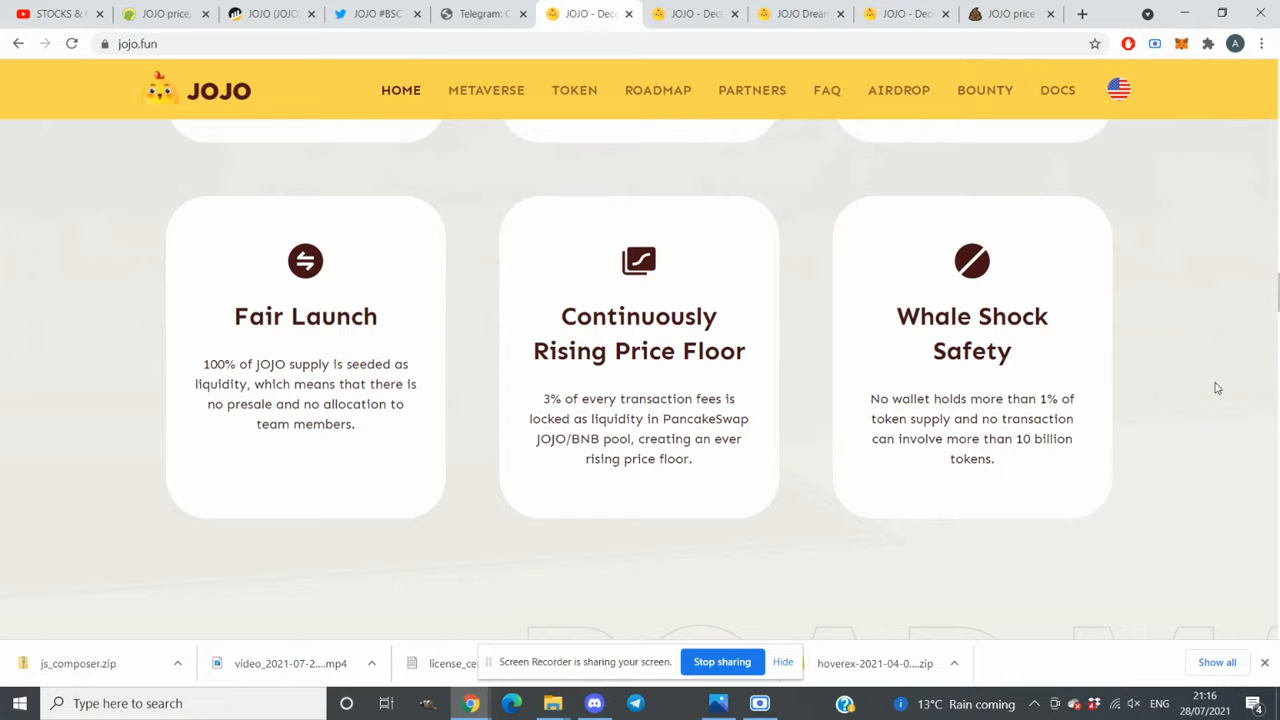 STOCKS & C
JOJO price,
JOJO (JOJO)
JOJO #BSC
Telegram: C
JOJO - Dece
JOJO - Dece
JOJO Dream
JOJO - Dece
JOJO price
jojo.fun
A
JOJO
HOME
METAVERSE
TOKEN
ROADMAP
PARTNERS
FAQ
AIRDROP
BOUNTY
DOCS
Fair Launch
100% of JOJO supply is seeded as
liquidity, which means that there is
no presale and no allocation to
team members.
Continuously
Rising Price Floor
3% of every transaction fees is
locked as liquidity in PancakeSwap
JOJO/BNB pool, creating an ever
rising price floor.
Whale Shock
Safety
No wallet holds more than 1% of
token supply and no transaction
can involve more than 10 billion
tokens.
js_composer.zip
video_2021-07-2....mp4
license_ce
Screen Recorder is sharing your screen.
Stop sharing
Hide
hoverex-2021-04-0....zip
Show all
Type here to search
13°C Rain coming
ENG
21:16
28/07/2021
4